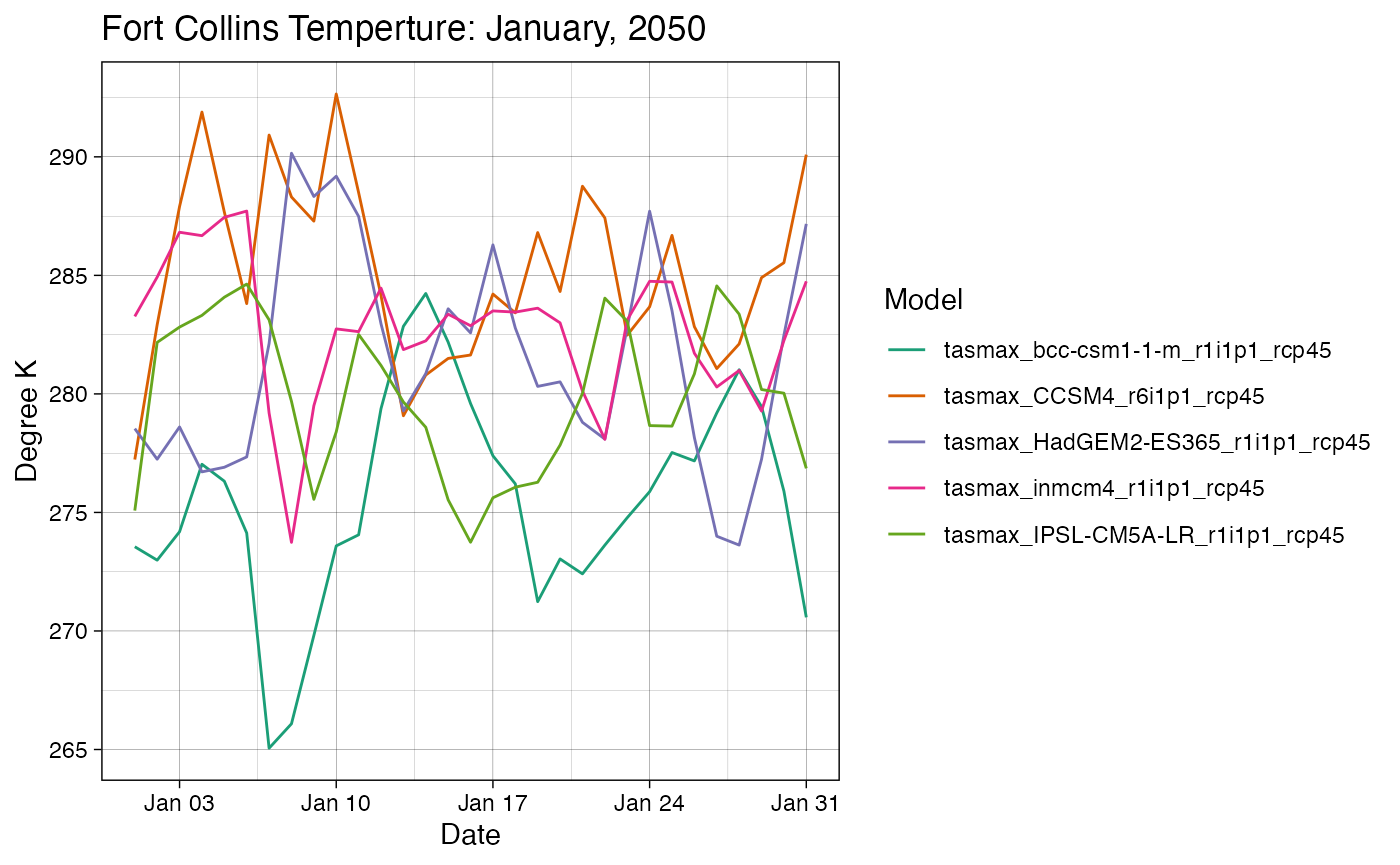 Fort Collins Temperture: January, 2050
Degree K
290
285
280
275
270
265
Jan 03
Jan 10
Jan 17
Jan 24
Jan 31
Date
Model
tasmax_bcc-csm1-1-m_r1i1p1_rcp45
tasmax_CCSM4_r6i1p1_rcp45
tasmax_HadGEM2-ES365_r1i1p1_rcp45
tasmax_inmcm4_r1i1p1_rcp45
tasmax_IPSL-CM5A-LR_r1i1p1_rcp45